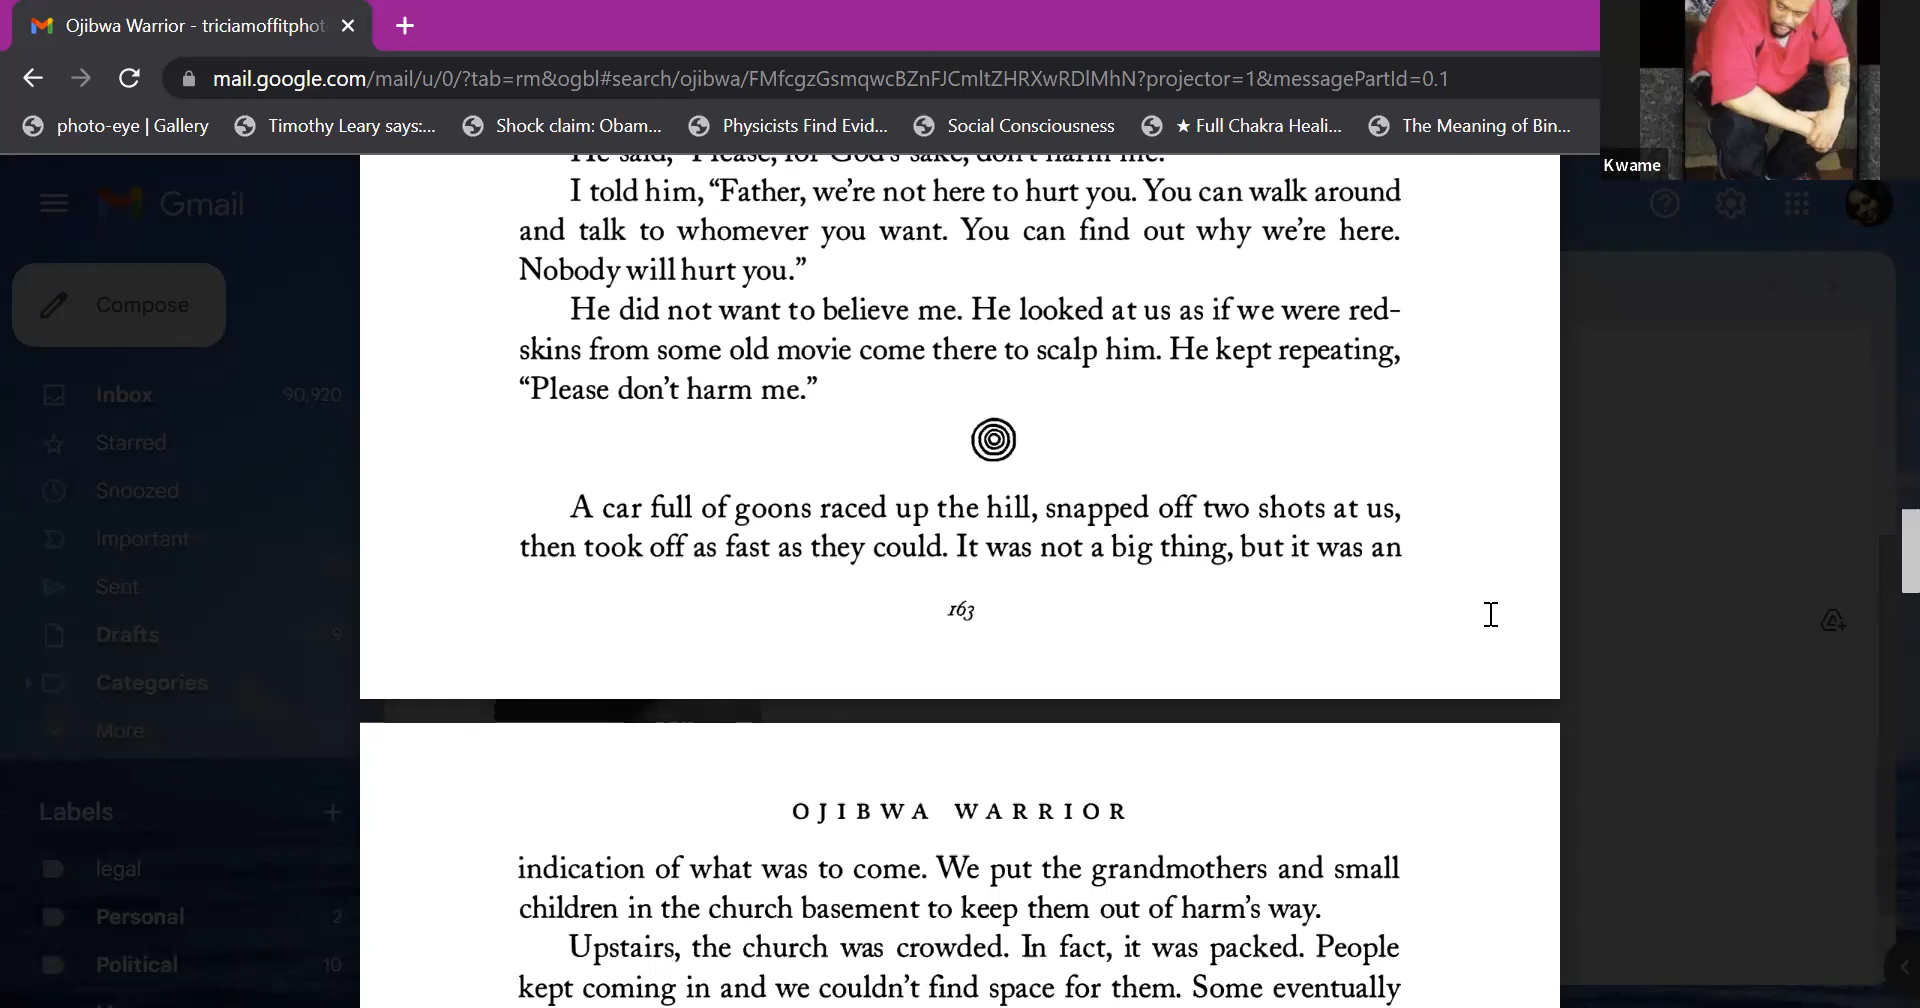 Ojibwa Warrior - triciamoffitphot
mail.google.com/mail/u/0/?tab=rm&ogbl#search/ojibwa/FMfcgzGsmqwcBZnFJCmltZHRXwRDlMhN?projector=1&messagePartId=0.1
photo-eye | Gallery
Timothy Leary says:...
Shock claim: Obam...
Physicists Find Evid...
Social Consciousness
★ Full Chakra Heali...
The Meaning of Bin...
Kwame
Gmail
Compose
Inbox 90,920
Starred
Snoozed
Important
Sent
Drafts 9
Categories
More
Labels
legal
Personal 2
Political 10
He said, “Please, for God’s sake, don’t harm me.”
I told him, “Father, we’re not here to hurt you. You can walk around
and talk to whomever you want. You can find out why we’re here.
Nobody will hurt you.”
He did not want to believe me. He looked at us as if we were red-
skins from some old movie come there to scalp him. He kept repeating,
“Please don’t harm me.”
A car full of goons raced up the hill, snapped off two shots at us,
then took off as fast as they could. It was not a big thing, but it was an
163
OJIBWA WARRIOR
indication of what was to come. We put the grandmothers and small
children in the church basement to keep them out of harm’s way.
Upstairs, the church was crowded. In fact, it was packed. People
kept coming in and we couldn’t find space for them. Some eventually